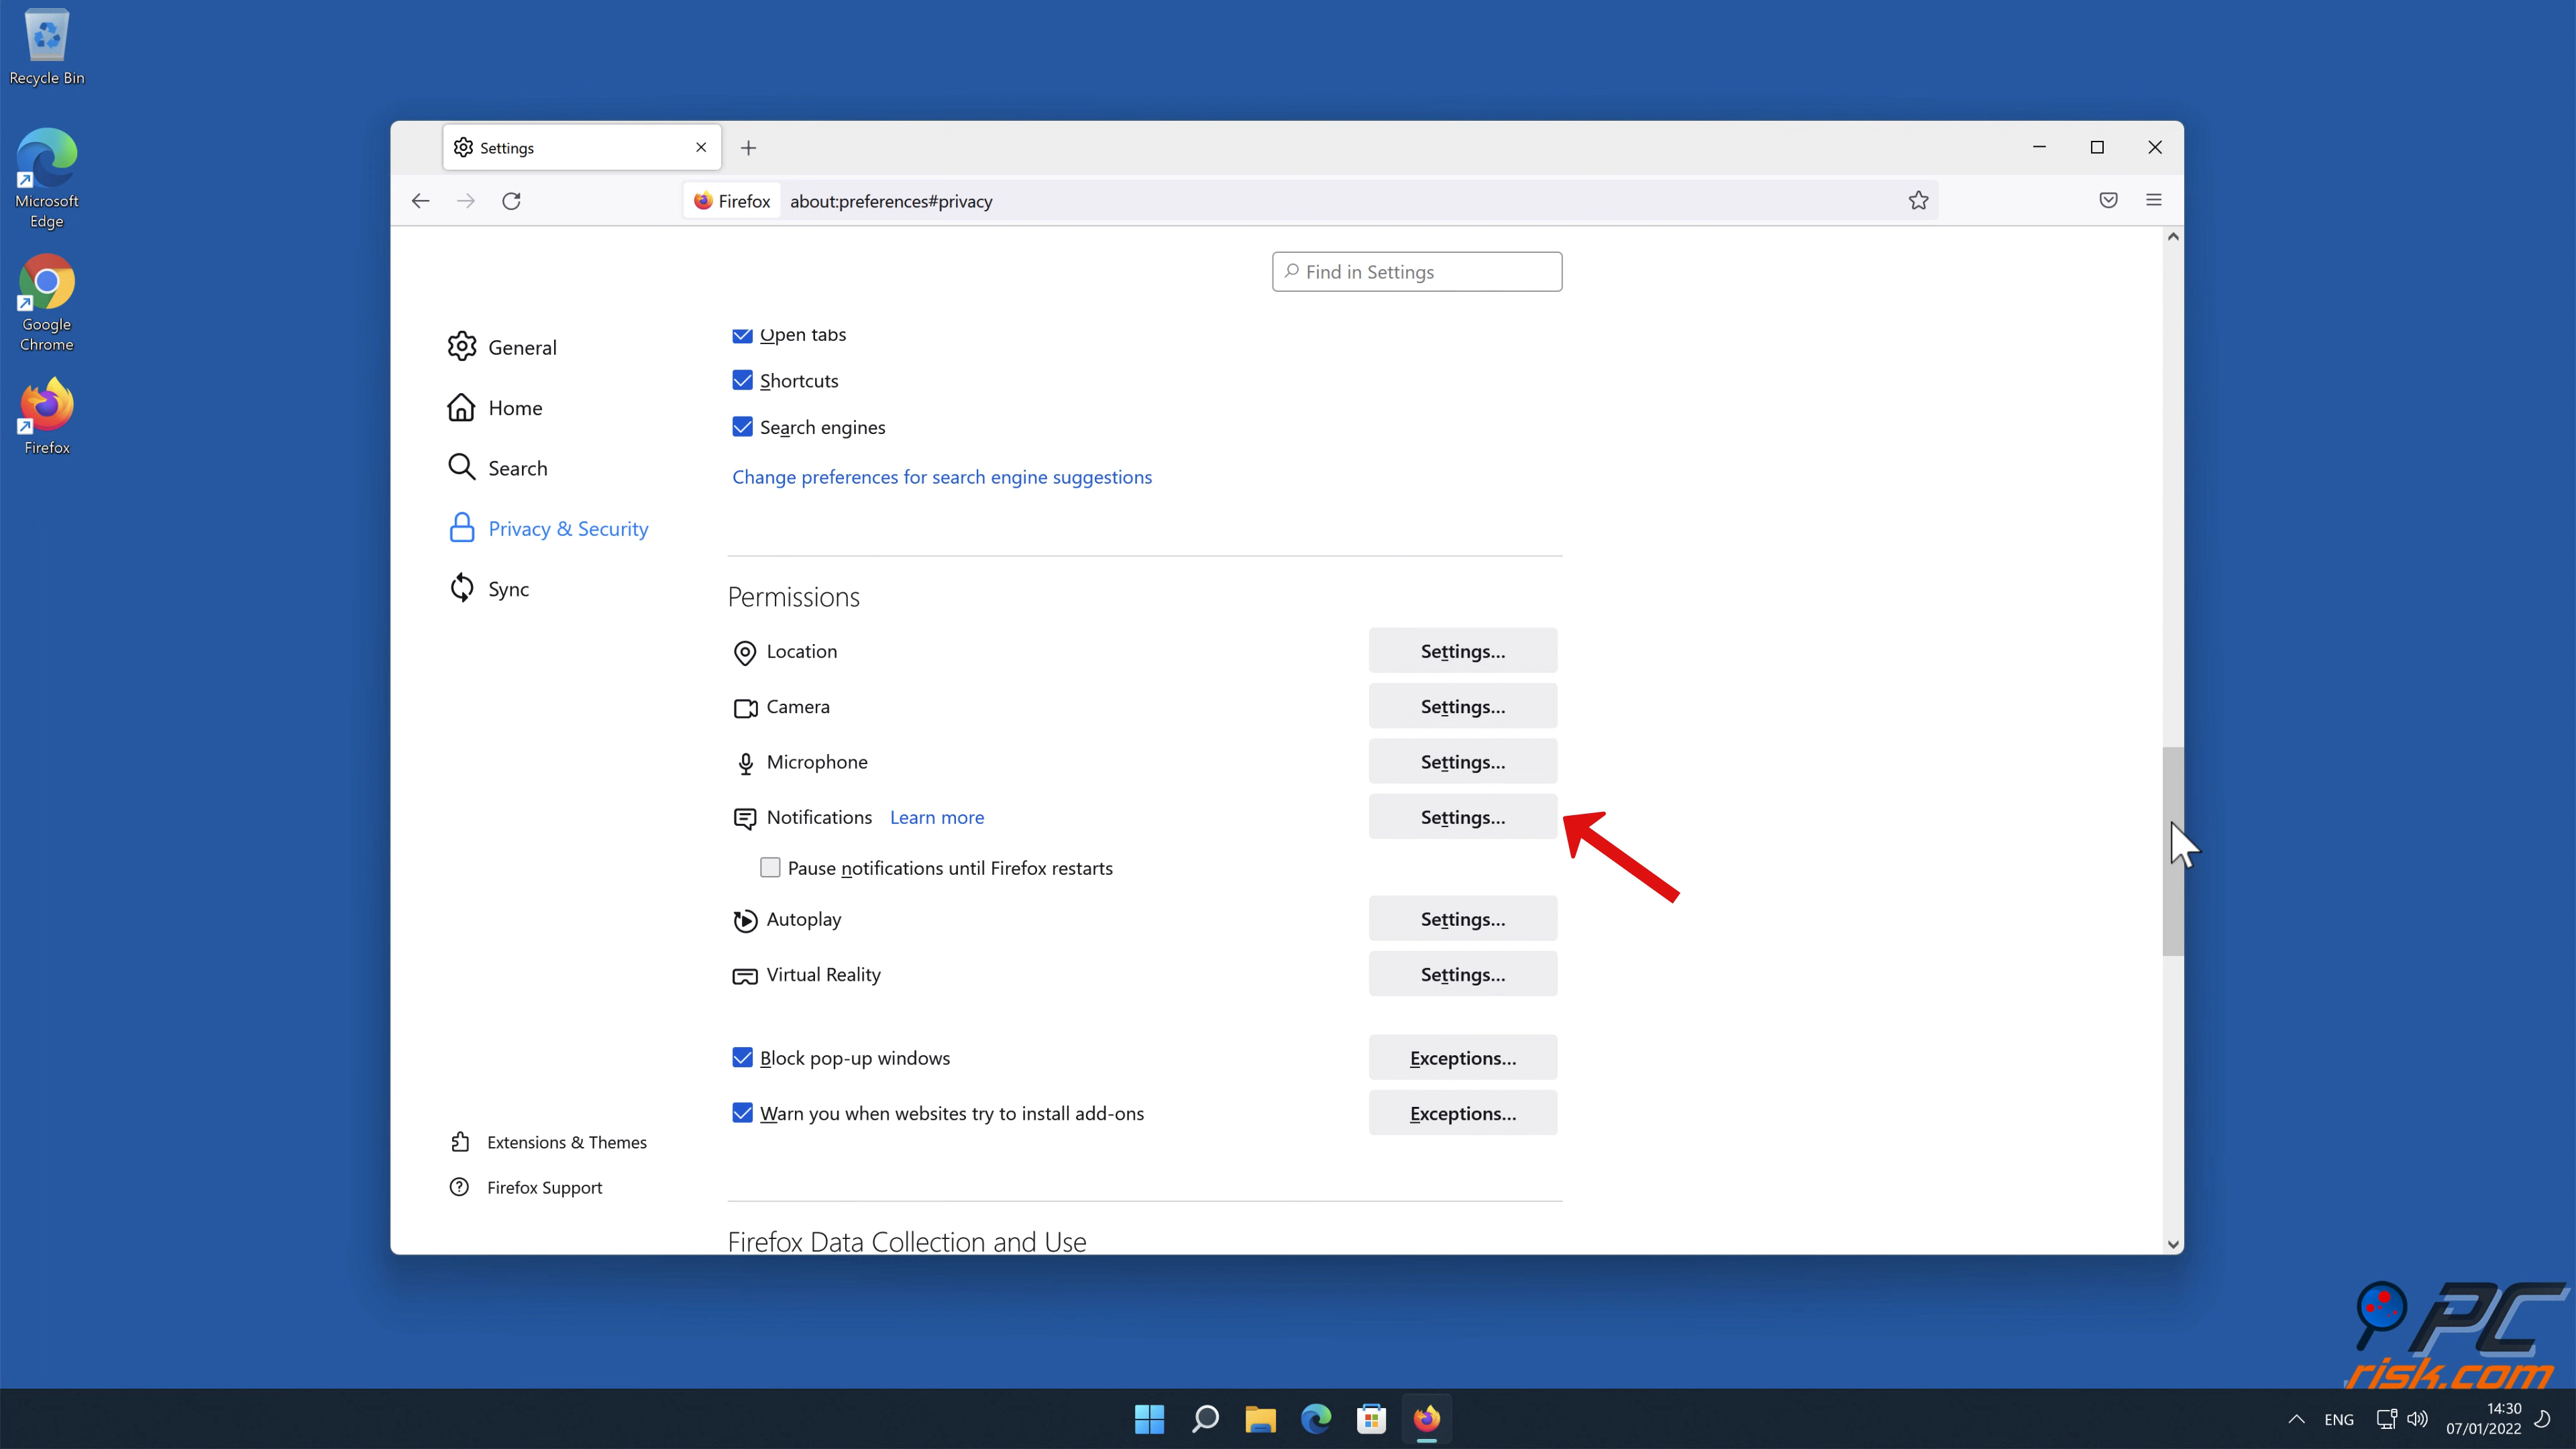 Recycle Bin
Microsoft
Edge
Google
Chrome
Firefox
Settings
Firefox about:preferences#privacy
Find in Settings
General
Home
Search
Privacy & Security
Sync
Extensions & Themes
Firefox Support
Open tabs
Shortcuts
Search engines
Change preferences for search engine suggestions
Permissions
Location Settings...
Camera Settings...
Microphone Settings...
Notifications Learn more Settings...
Pause notifications until Firefox restarts
Autoplay Settings...
Virtual Reality Settings...
Block pop-up windows Exceptions...
Warn you when websites try to install add-ons Exceptions...
Firefox Data Collection and Use
PC
risk.com
ENG
14:30
07/01/2022